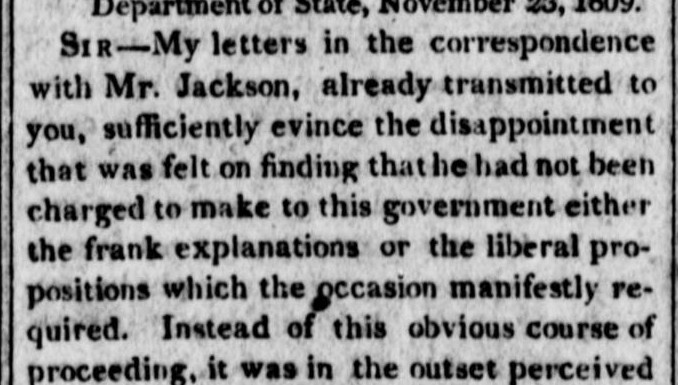 Department of State, November 23, 1809.
SIR—My letters in the correspondence
with Mr. Jackson, already transmitted to
you, sufficiently evince the disappointment
that was felt on finding that he had not been
charged to make to this government either
the frank explanations or the liberal pro-
positions which the occasion manifestly re-
quired. Instead of this obvious course of
proceeding, it was in the outset perceived